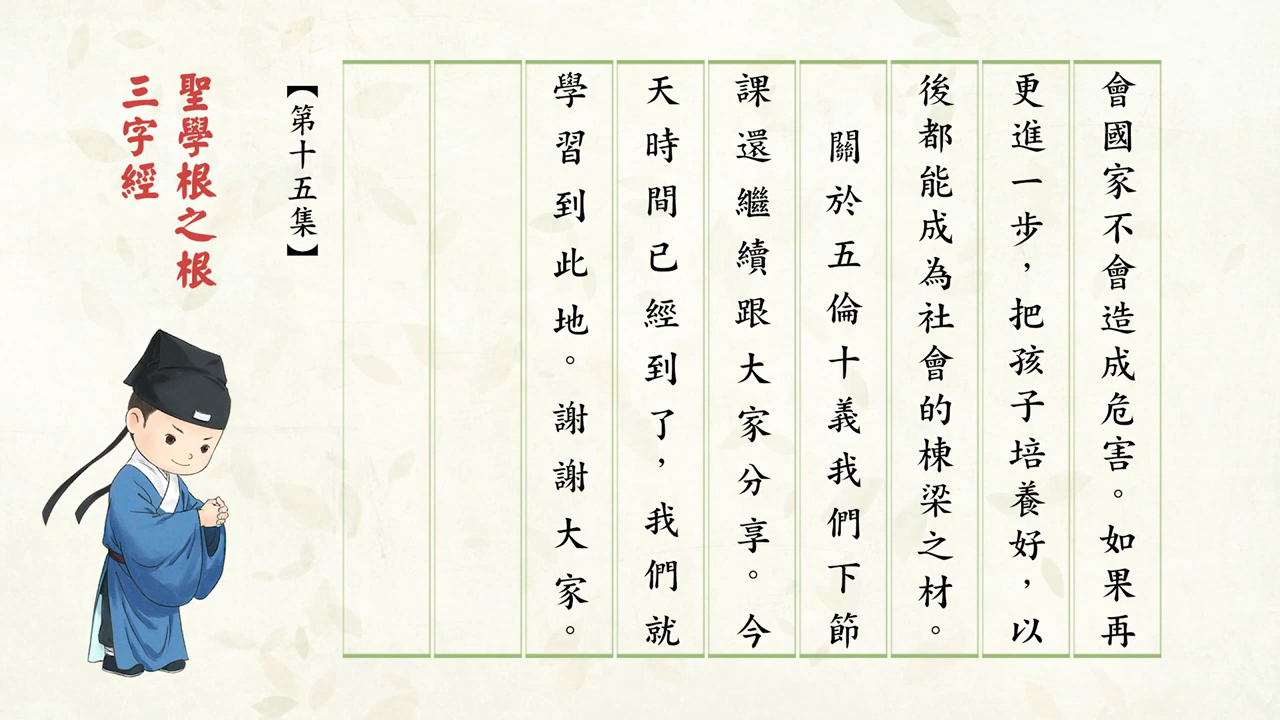 會國家不會造成危害。如果再
更進一步，把孩子培養好，以
後都能成為社會的棟梁之材。
關於五倫十義我們下節
課還繼續跟大家分享。今
天時間已經到了，我們就
學習到此地。謝謝大家。
【第十五集】
聖學根之根
三字經